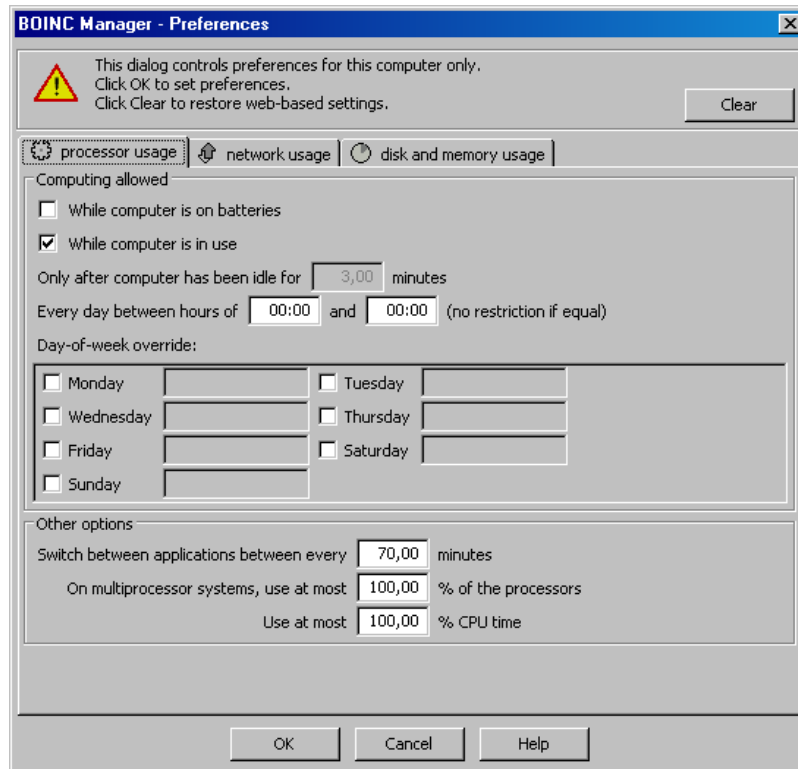 BOINC Manager - Preferences
This dialog controls preferences for this computer only.
Click OK to set preferences.
Click Clear to restore web-based settings.
Clear
processor usage network usage disk and memory usage
Computing allowed
While computer is on batteries
While computer is in use
Only after computer has been idle for 3,00 minutes
Every day between hours of 00:00 and 00:00 (no restriction if equal)
Day-of-week override:
Monday Tuesday
Wednesday Thursday
Friday Saturday
Sunday
Other options
Switch between applications between every 70,00 minutes
On multiprocessor systems, use at most 100,00 % of the processors
Use at most 100,00 % CPU time
OK Cancel Help